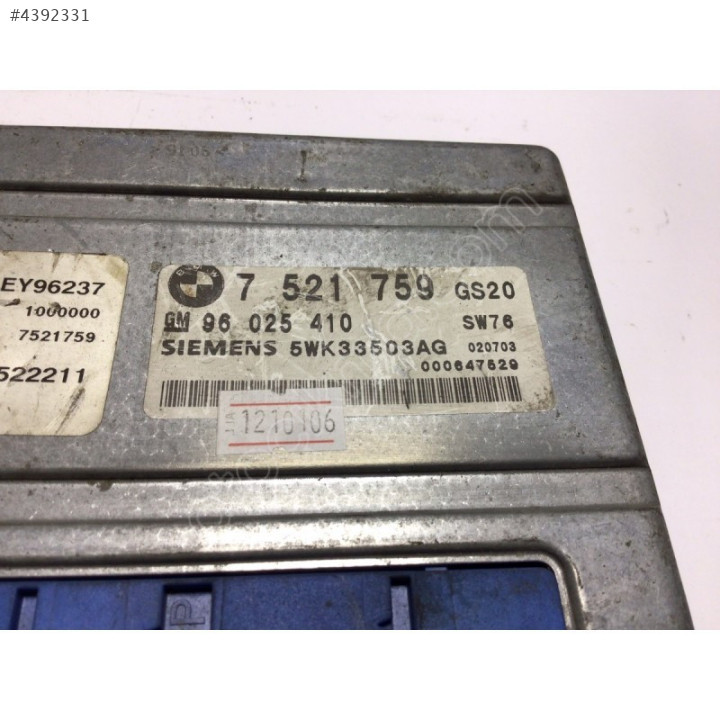 #4392331
9105
EY96237
1000000
7521759
522211
7 521 759 GS20
GM 96 025 410 SW76
SIEMENS 5WK33503AG 020703
000647529
1210106
P